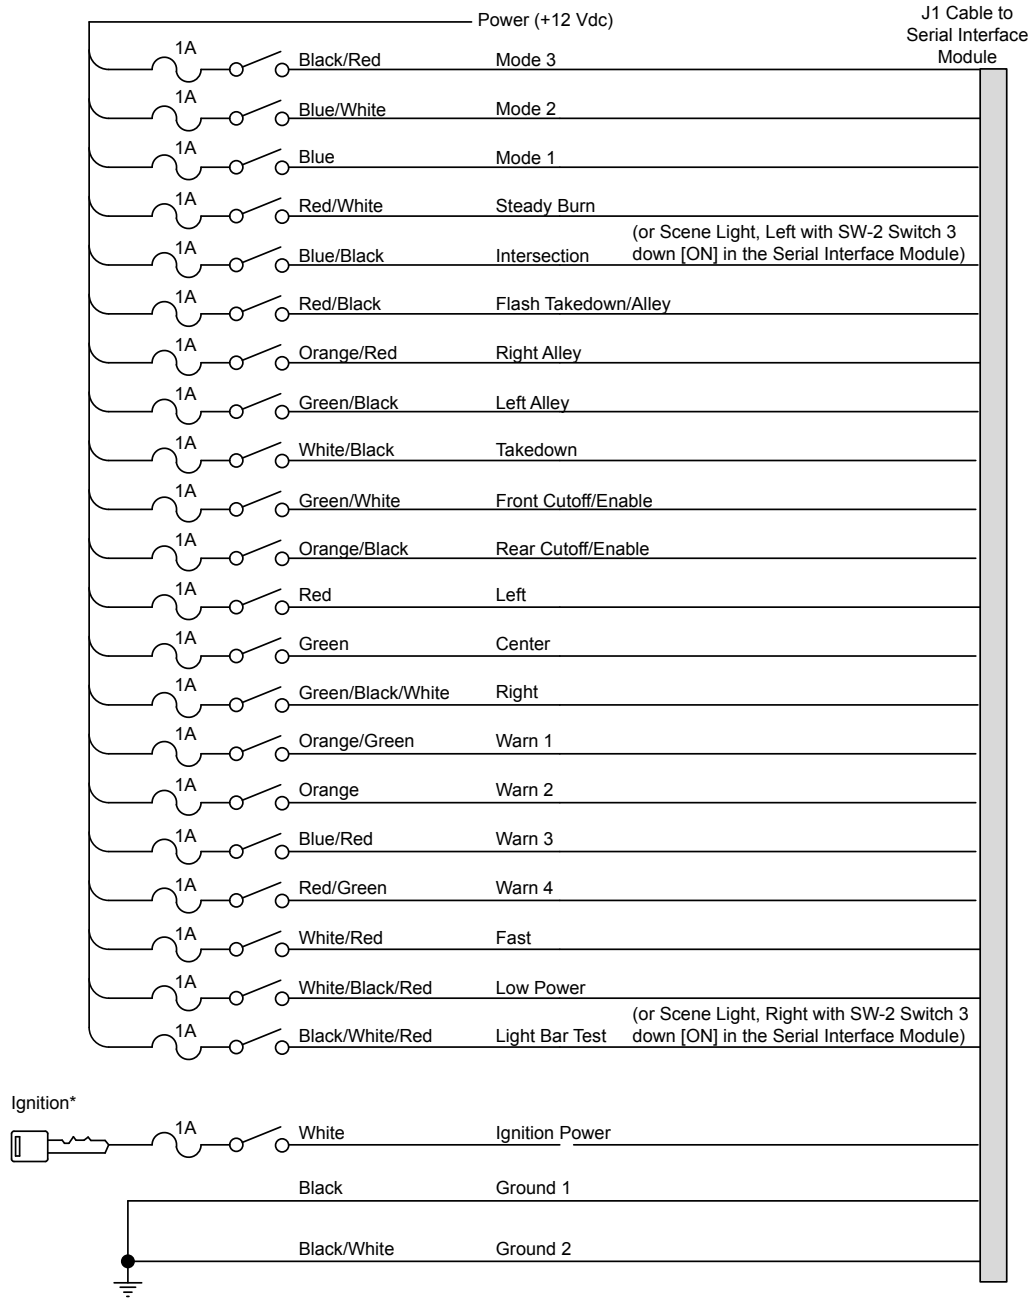 Power (+12 Vdc)
J1 Cable to
Serial Interface
Module
1A Black/Red Mode 3
1A Blue/White Mode 2
1A Blue Mode 1
1A Red/White Steady Burn
(or Scene Light, Left with SW-2 Switch 3
1A Blue/Black Intersection down [ON] in the Serial Interface Module)
1A Red/Black Flash Takedown/Alley
1A Orange/Red Right Alley
1A Green/Black Left Alley
1A White/Black Takedown
1A Green/White Front Cutoff/Enable
1A Orange/Black Rear Cutoff/Enable
1A Red Left
1A Green Center
1A Green/Black/White Right
1A Orange/Green Warn 1
1A Orange Warn 2
1A Blue/Red Warn 3
1A Red/Green Warn 4
1A White/Red Fast
1A White/Black/Red Low Power
(or Scene Light, Right with SW-2 Switch 3
1A Black/White/Red Light Bar Test down [ON] in the Serial Interface Module)
Ignition*
1A White Ignition Power
Black Ground 1
Black/White Ground 2